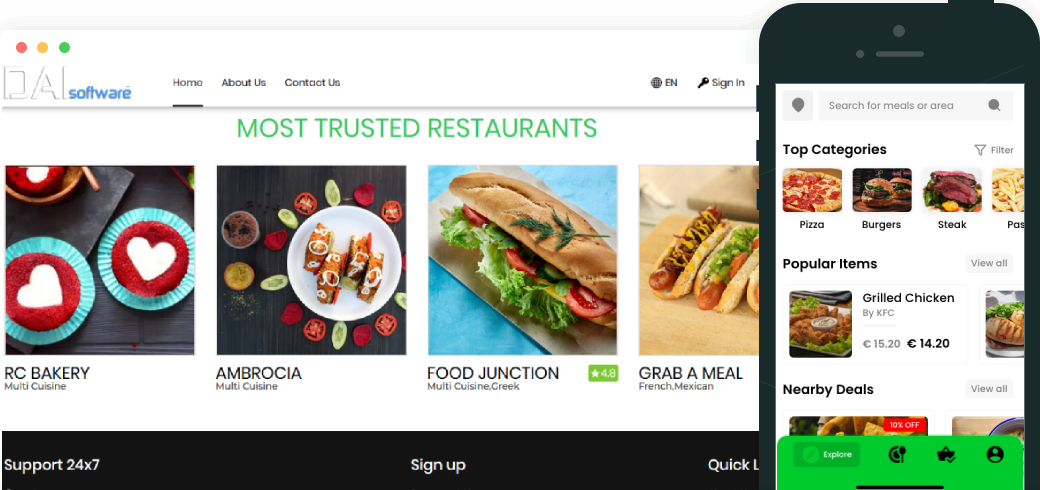 DAI software
Home About Us Contact Us EN Sign In
MOST TRUSTED RESTAURANTS
RC BAKERY
Multi Cuisine
AMBROCIA
Multi Cuisine
FOOD JUNCTION ★4.8
Multi Cuisine,Greek
GRAB A MEAL
French,Mexican
Support 24x7
Sign up
Quick L
Search for meals or area
Top Categories Filter
Pizza Burgers Steak Pas
Popular Items View all
Grilled Chicken
By KFC
€ 15.20 € 14.20
Nearby Deals View all
10% OFF
Explore